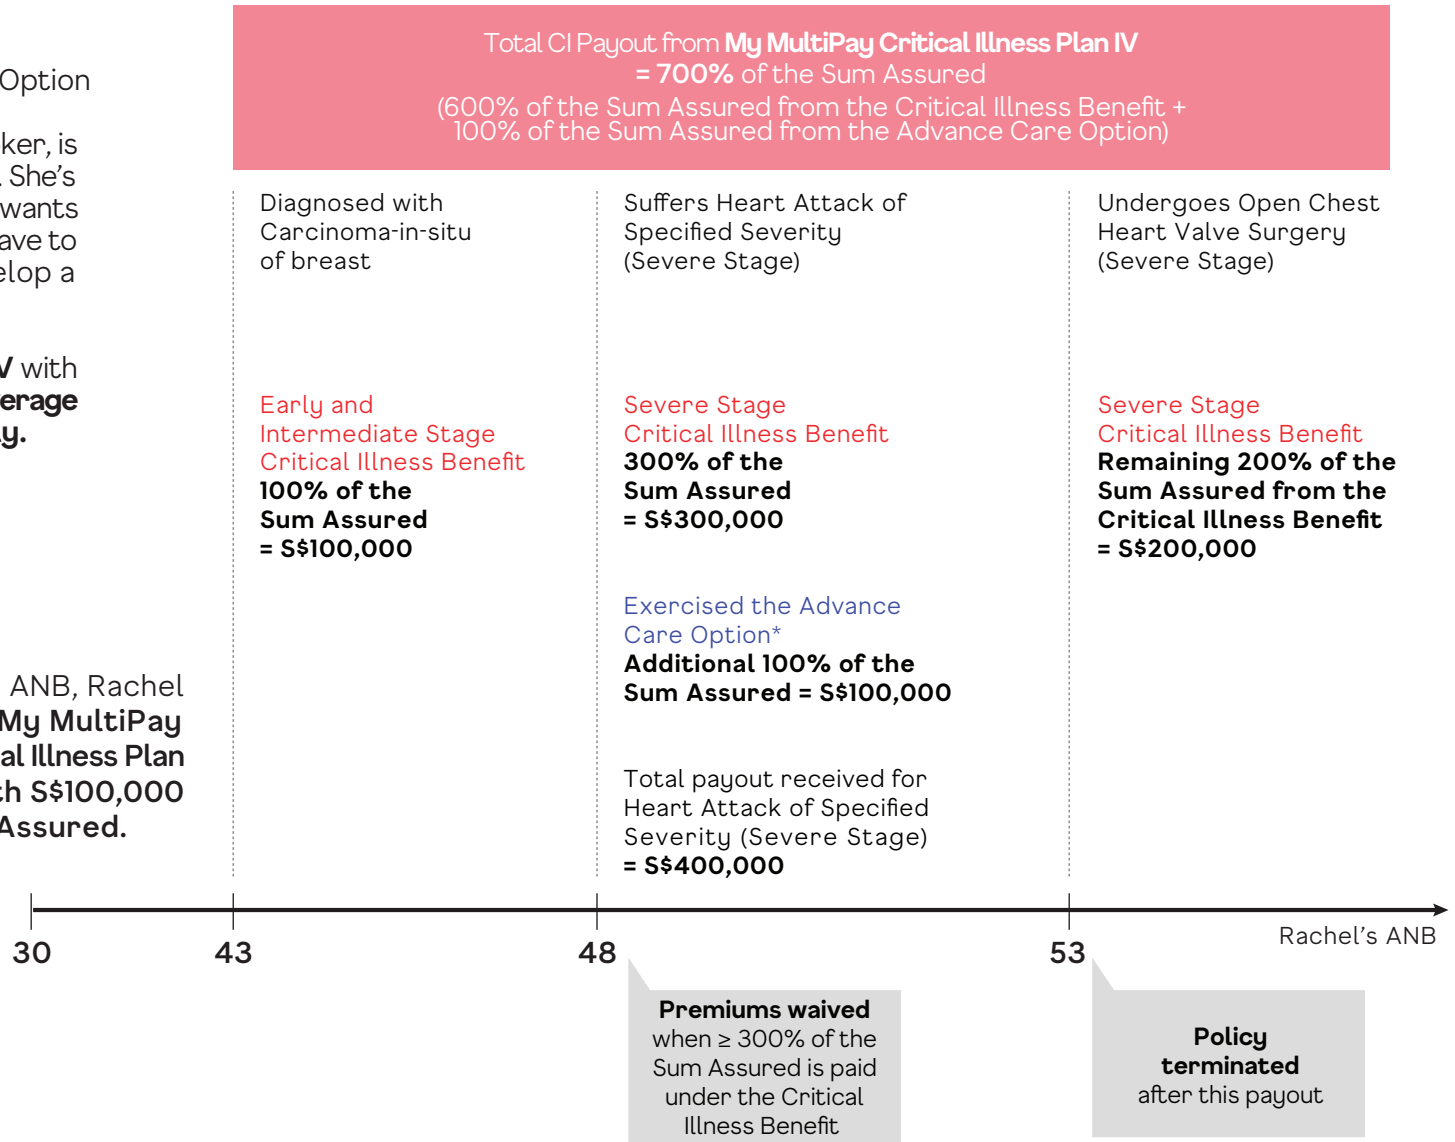 Total CI Payout from My MultiPay Critical Illness Plan IV
= 700% of the Sum Assured
(600% of the Sum Assured from the Critical Illness Benefit +
100% of the Sum Assured from the Advance Care Option)
Option
is
She's
wants
to
a
with
ANB, Rachel
My MultiPay
Illness Plan
S$100,000
Assured.
Diagnosed with
Carcinoma-in-situ
of breast
Early and
Intermediate Stage
Critical Illness Benefit
100% of the
Sum Assured
= S$100,000
Suffers Heart Attack of
Specified Severity
(Severe Stage)
Severe Stage
Critical Illness Benefit
300% of the
Sum Assured
= S$300,000
Exercised the Advance
Care Option*
Additional 100% of the
Sum Assured = S$100,000
Total payout received for
Heart Attack of Specified
Severity (Severe Stage)
= S$400,000
Undergoes Open Chest
Heart Valve Surgery
(Severe Stage)
Severe Stage
Critical Illness Benefit
Remaining 200% of the
Sum Assured from the
Critical Illness Benefit
= S$200,000
30
43
48
53
Rachel's ANB
Premiums waived
when ≥ 300% of the
Sum Assured is paid
under the Critical
Illness Benefit
Policy
terminated
after this payout